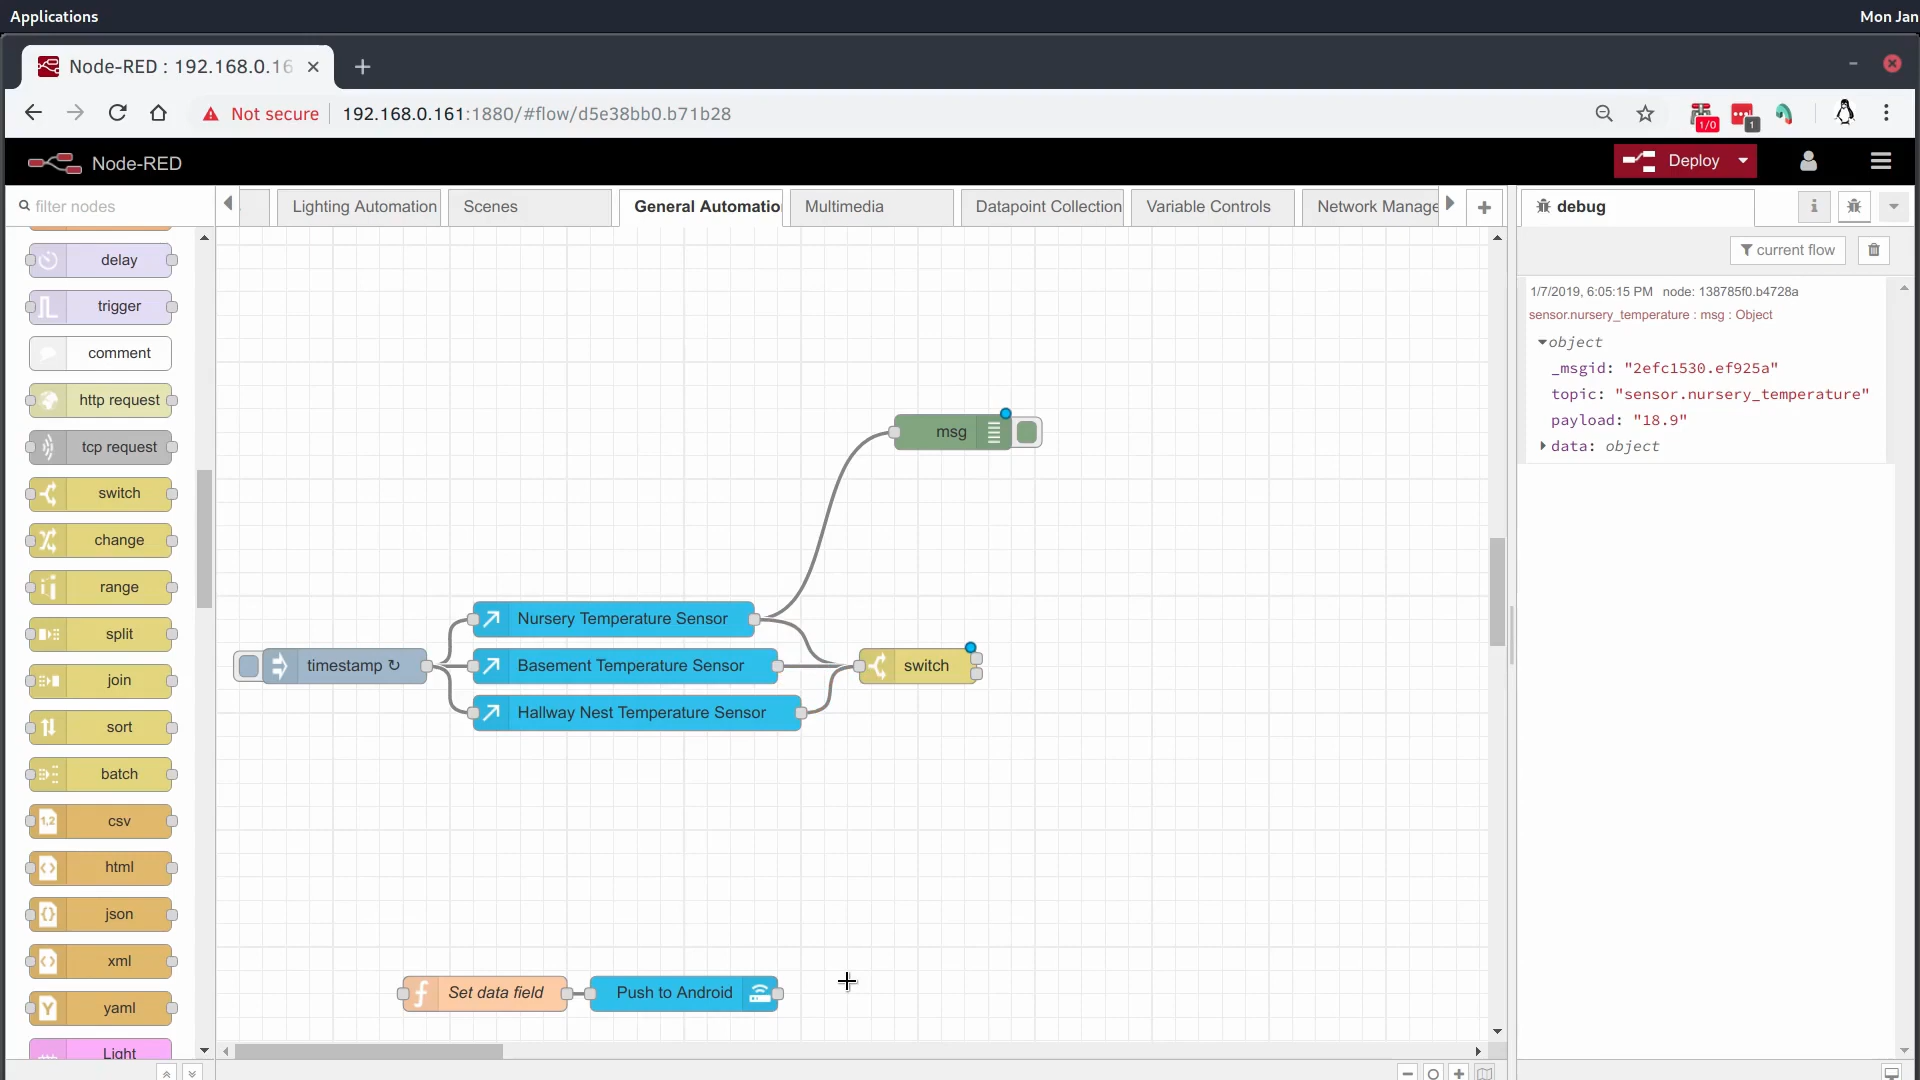 Applications
Mon Jan
Node-RED : 192.168.0.16
Not secure
192.168.0.161:1880/#flow/d5e38bb0.b71b28
1/0
1
Node-RED
Deploy
filter nodes
Lighting Automation
Scenes
General Automatio
Multimedia
Datapoint Collection
Variable Controls
Network Manage
debug
current flow
delay
trigger
comment
http request
tcp request
switch
change
range
split
join
sort
batch
csv
html
json
xml
yaml
Light
msg
timestamp ↻
Nursery Temperature Sensor
Basement Temperature Sensor
Hallway Nest Temperature Sensor
switch
Set data field
Push to Android
1/7/2019, 6:05:15 PM node: 138785f0.b4728a
sensor.nursery_temperature : msg : Object
object
_msgid: "2efc1530.ef925a"
topic: "sensor.nursery_temperature"
payload: "18.9"
data: object